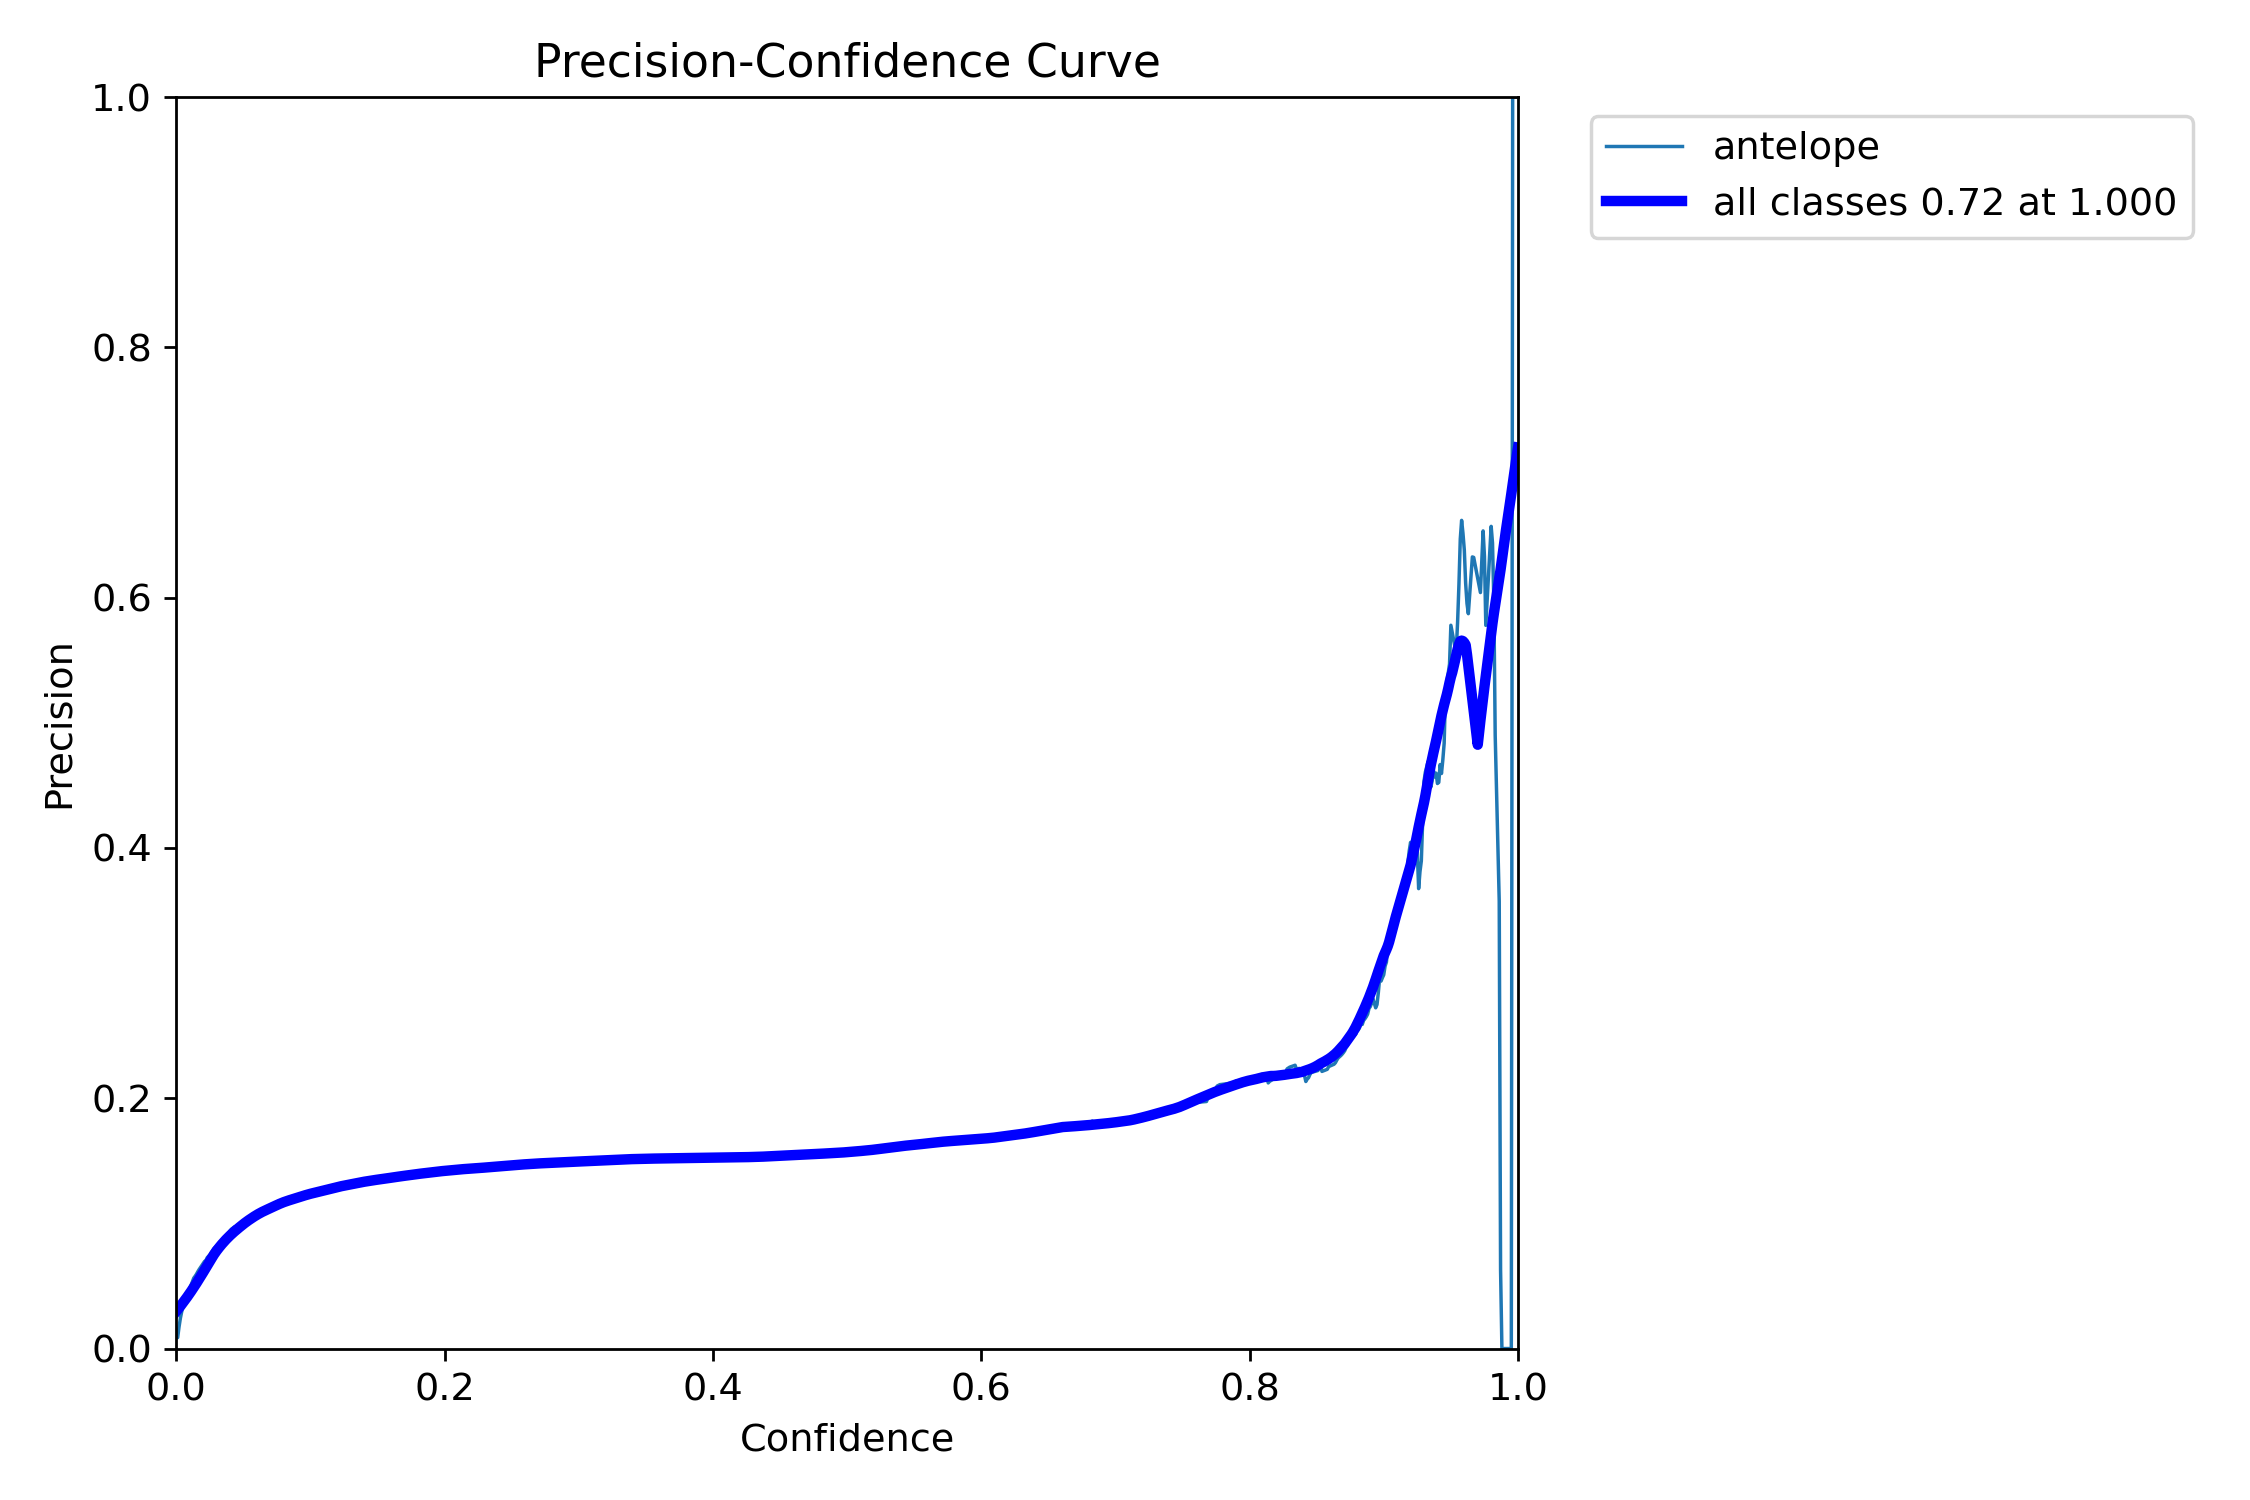 Precision-Confidence Curve
antelope
all classes 0.72 at 1.000
Precision
1.0
0.8
0.6
0.4
0.2
0.0
0.0 0.2 0.4 0.6 0.8 1.0
Confidence